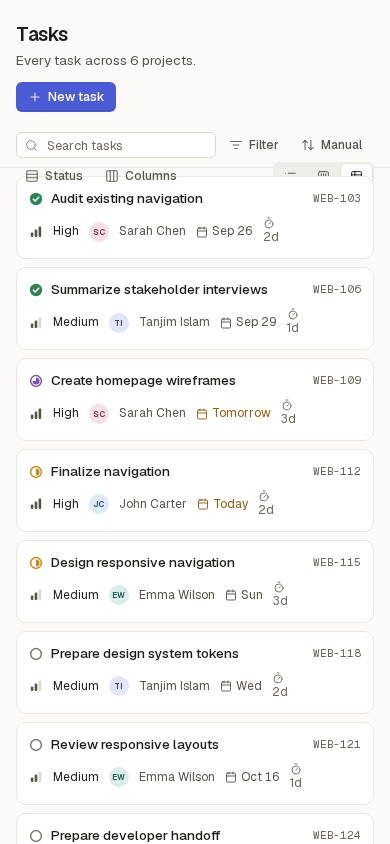 Tasks
Every task across 6 projects.
New task
Search tasks
Filter
Manual
Status
Columns
Audit existing navigation WEB-103
High SC Sarah Chen Sep 26 2d
Summarize stakeholder interviews WEB-106
Medium TI Tanjim Islam Sep 29 1d
Create homepage wireframes WEB-109
High SC Sarah Chen Tomorrow 3d
Finalize navigation WEB-112
High JC John Carter Today 2d
Design responsive navigation WEB-115
Medium EW Emma Wilson Sun 3d
Prepare design system tokens WEB-118
Medium TI Tanjim Islam Wed 2d
Review responsive layouts WEB-121
Medium EW Emma Wilson Oct 16 1d
Prepare developer handoff WEB-124